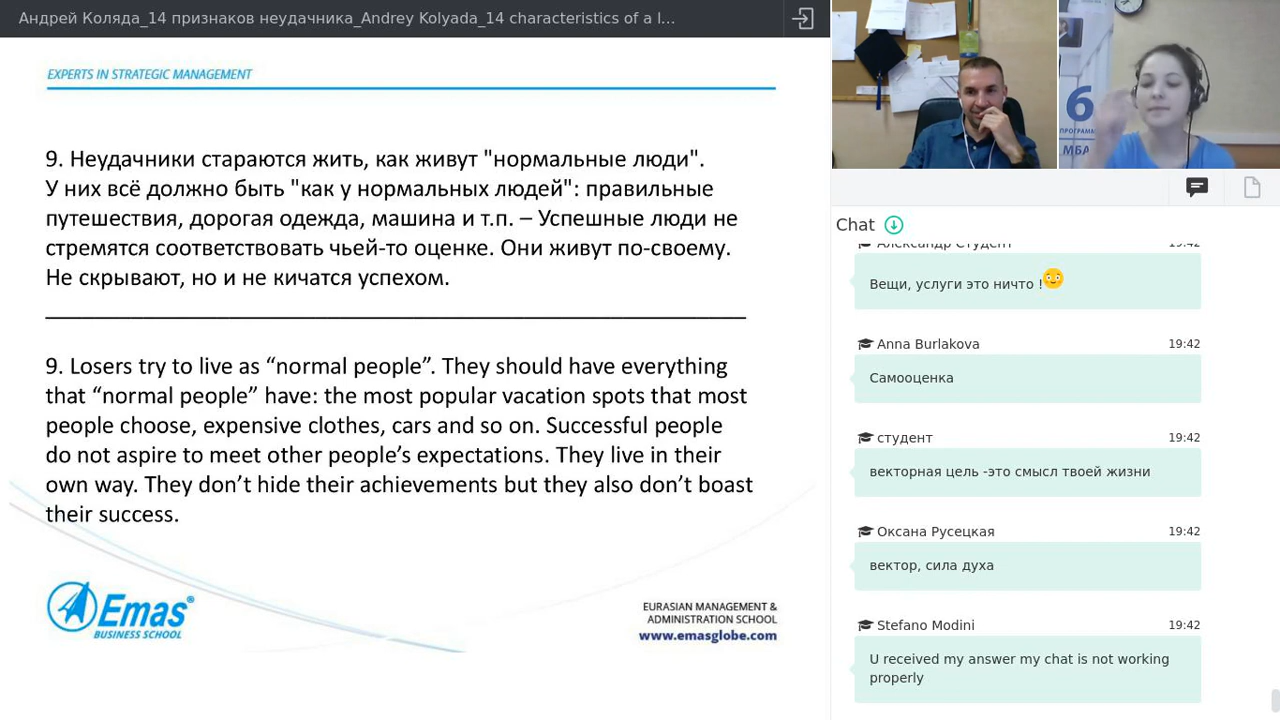 Андрей Коляда_14 признаков неудачника_Andrey Kolyada_14 characteristics of a l...
EXPERTS IN STRATEGIC MANAGEMENT
9. Неудачники стараются жить, как живут "нормальные люди".
У них всё должно быть "как у нормальных людей": правильные
путешествия, дорогая одежда, машина и т.п. – Успешные люди не
стремятся соответствовать чьей-то оценке. Они живут по-своему.
Не скрывают, но и не кичатся успехом.
9. Losers try to live as “normal people”. They should have everything
that “normal people” have: the most popular vacation spots that most
people choose, expensive clothes, cars and so on. Successful people
do not aspire to meet other people’s expectations. They live in their
own way. They don’t hide their achievements but they also don’t boast
their success.
Emas®
BUSINESS SCHOOL
EURASIAN MANAGEMENT &
ADMINISTRATION SCHOOL
www.emasglobe.com
6
ПРОГРАММ
МБА
Chat
Александр Студент 19:42
Вещи, услуги это ничто !
Anna Burlakova 19:42
Самооценка
студент 19:42
векторная цель -это смысл твоей жизни
Оксана Русецкая 19:42
вектор, сила духа
Stefano Modini 19:42
U received my answer my chat is not working
properly